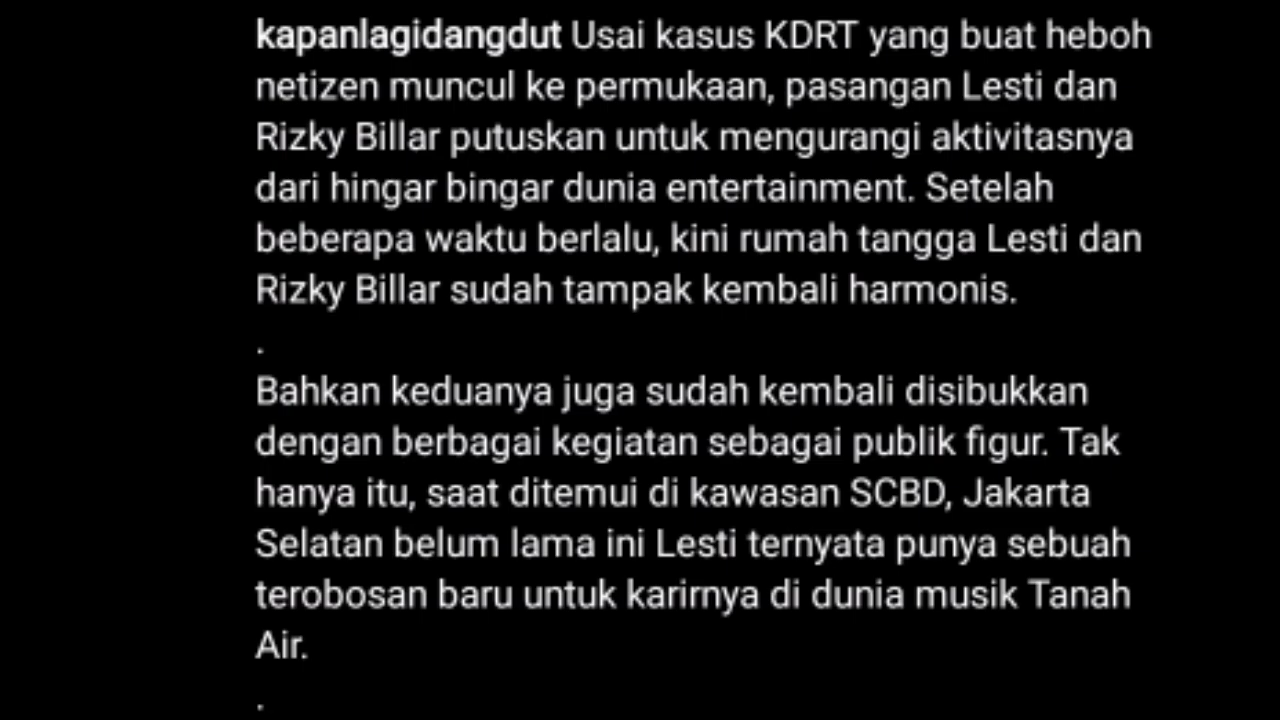 kapanlagidangdut Usai kasus KDRT yang buat heboh
netizen muncul ke permukaan, pasangan Lesti dan
Rizky Billar putuskan untuk mengurangi aktivitasnya
dari hingar bingar dunia entertainment. Setelah
beberapa waktu berlalu, kini rumah tangga Lesti dan
Rizky Billar sudah tampak kembali harmonis.
.
Bahkan keduanya juga sudah kembali disibukkan
dengan berbagai kegiatan sebagai publik figur. Tak
hanya itu, saat ditemui di kawasan SCBD, Jakarta
Selatan belum lama ini Lesti ternyata punya sebuah
terobosan baru untuk karirnya di dunia musik Tanah
Air.
.